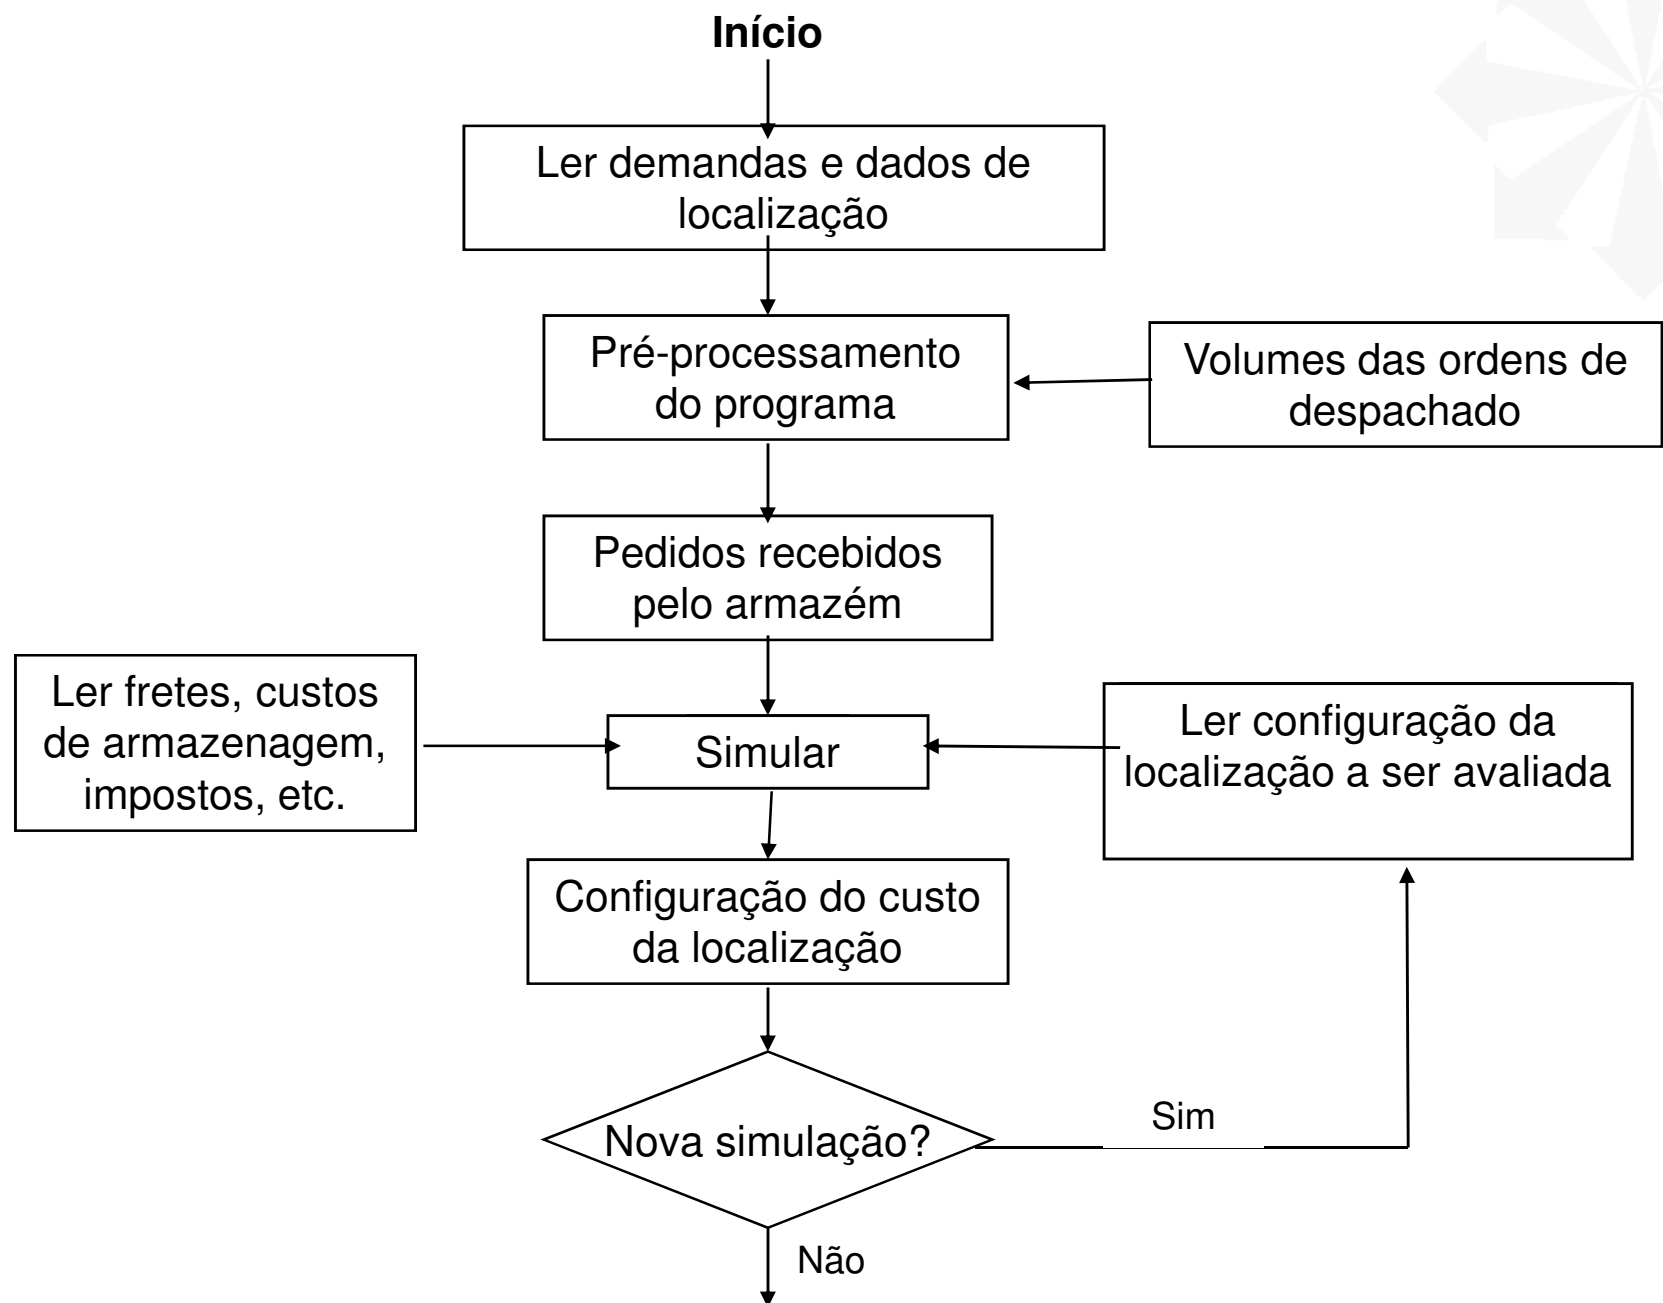 Início
Ler demandas e dados de
localização
Pré-processamento
do programa
Volumes das ordens de
despachado
Pedidos recebidos
pelo armazém
Ler fretes, custos
de armazenagem,
impostos, etc.
Simular
Ler configuração da
localização a ser avaliada
Configuração do custo
da localização
Nova simulação?
Sim
Não